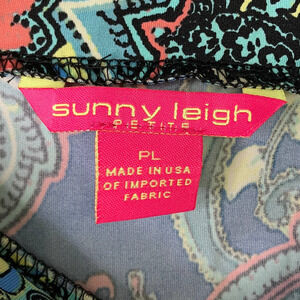 sunny leigh
PETITE
PL
MADE IN USA
OF IMPORTED
FABRIC